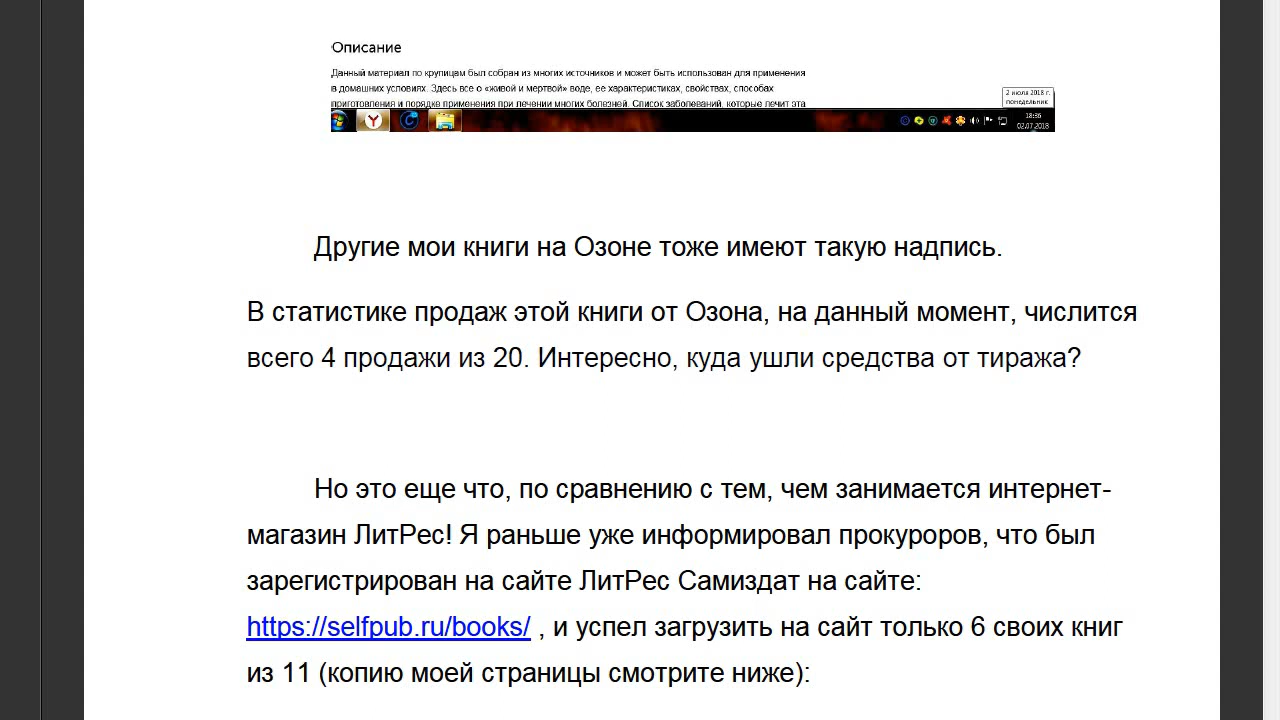 Описание
Данный материал по крупицам был собран из многих источников и может быть использован для применения
в домашних условиях. Здесь все о «живой и мертвой» воде, ее характеристиках, свойствах, способах
приготовления и порядке применения при лечении многих болезней. Список заболеваний, которые лечит эта
2 июля 2018 г.
понедельник
18:36
02.07.2018
Другие мои книги на Озоне тоже имеют такую надпись.
В статистике продаж этой книги от Озона, на данный момент, числится
всего 4 продажи из 20. Интересно, куда ушли средства от тиража?
Но это еще что, по сравнению с тем, чем занимается интернет-
магазин ЛитРес! Я раньше уже информировал прокуроров, что был
зарегистрирован на сайте ЛитРес Самиздат на сайте:
https://selfpub.ru/books/ , и успел загрузить на сайт только 6 своих книг
из 11 (копию моей страницы смотрите ниже):